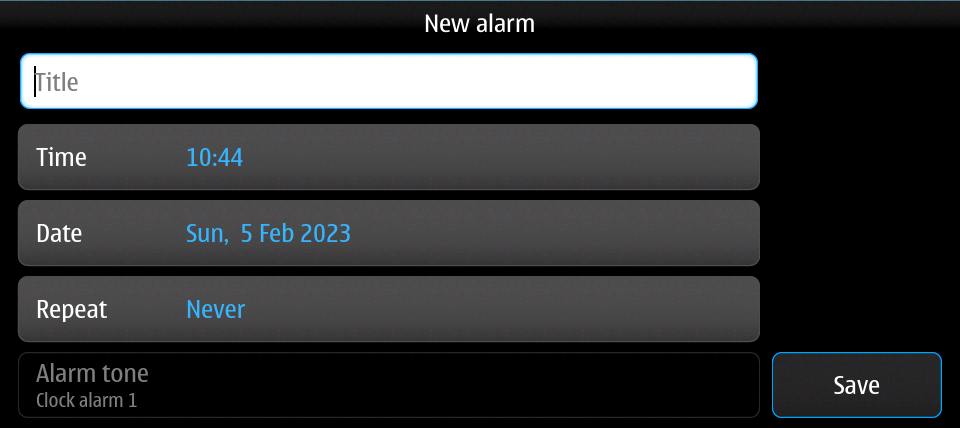 New alarm
Title
Time 10:44
Date Sun, 5 Feb 2023
Repeat Never
Alarm tone
Clock alarm 1
Save